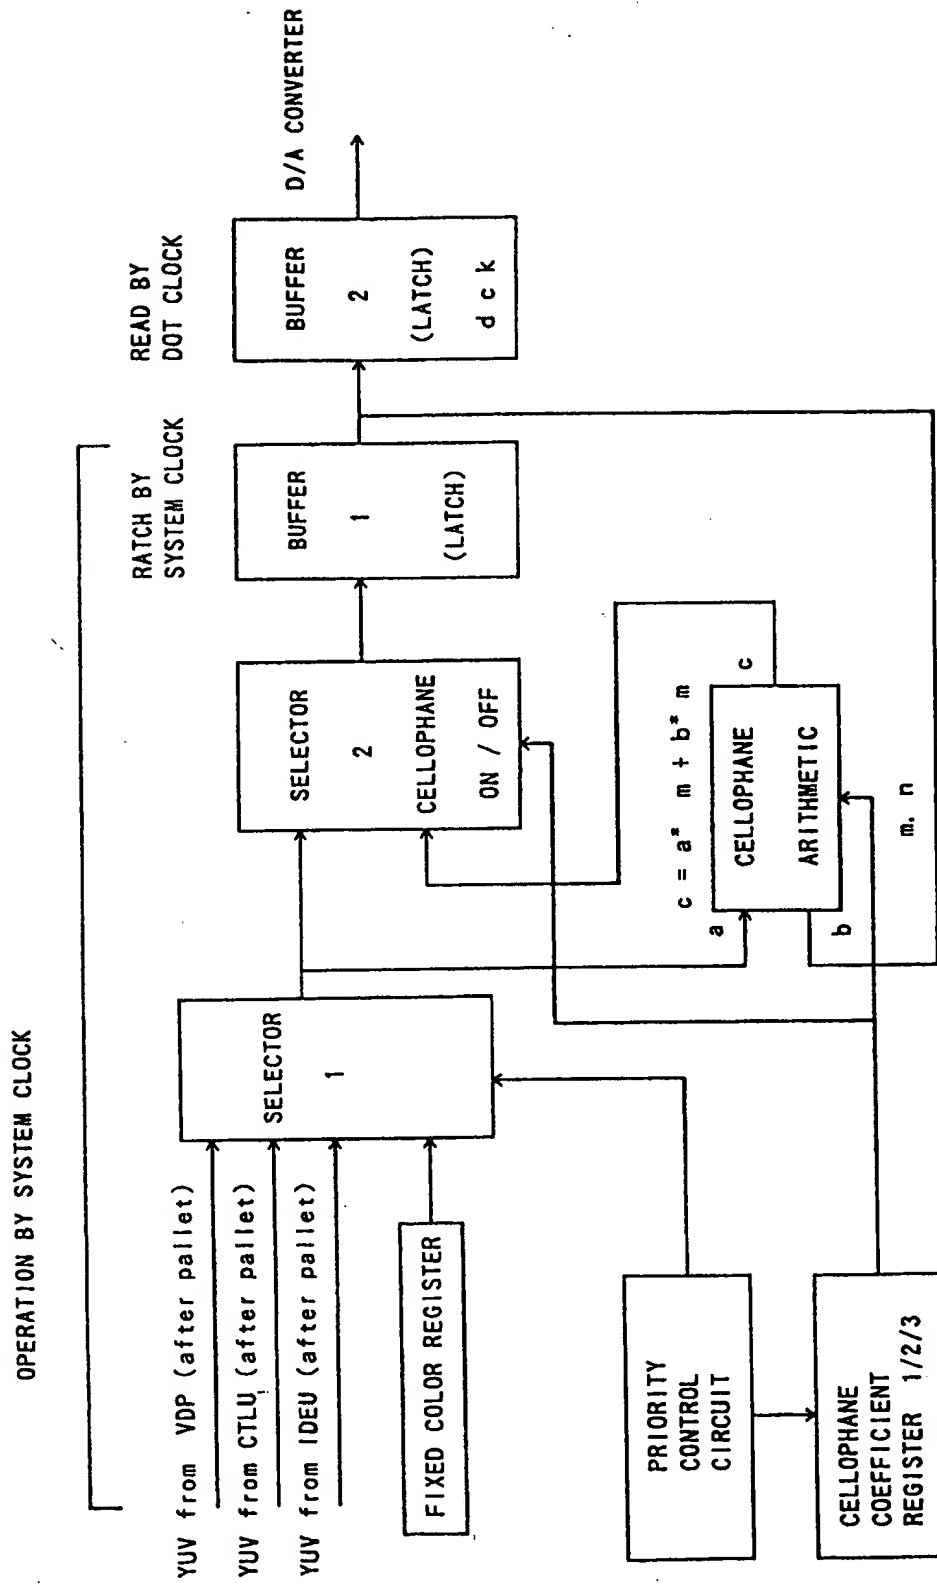 OPERATION BY SYSTEM CLOCK
RATCH BY
SYSTEM CLOCK
READ BY
DOT CLOCK
YUV from VDP (after pallet)
YUV from CTLU (after pallet)
YUV from IDEU (after pallet)
FIXED COLOR REGISTER
SELECTOR
1
SELECTOR
2
CELLOPHANE
ON / OFF
BUFFER
1
(LATCH)
BUFFER
2
(LATCH)
d c k
D/A CONVERTER
c = a* m + b* m
a
b
c
CELLOPHANE
ARITHMETIC
m. n
PRIORITY
CONTROL
CIRCUIT
CELLOPHANE
COEFFICIENT
REGISTER 1/2/3